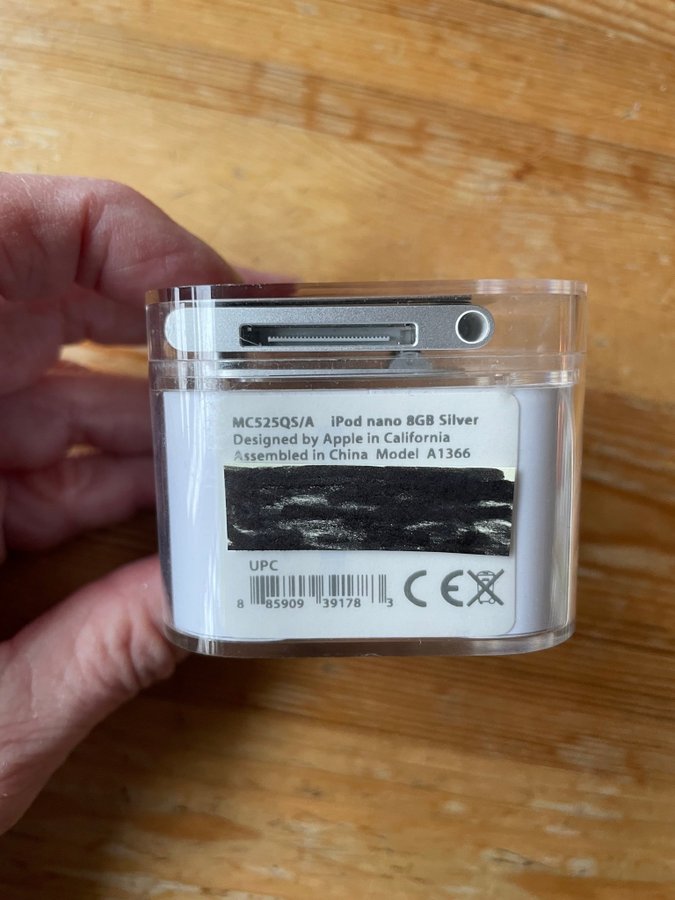 MC525QS/A iPod nano 8GB Silver
Designed by Apple in California
Assembled in China Model A1366
UPC
8 85909 39178 3
CE